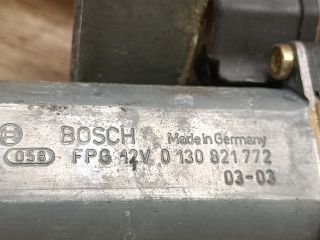 BOSCH Made in Germany
058 FPG 12V 0 130 821 772
03-03